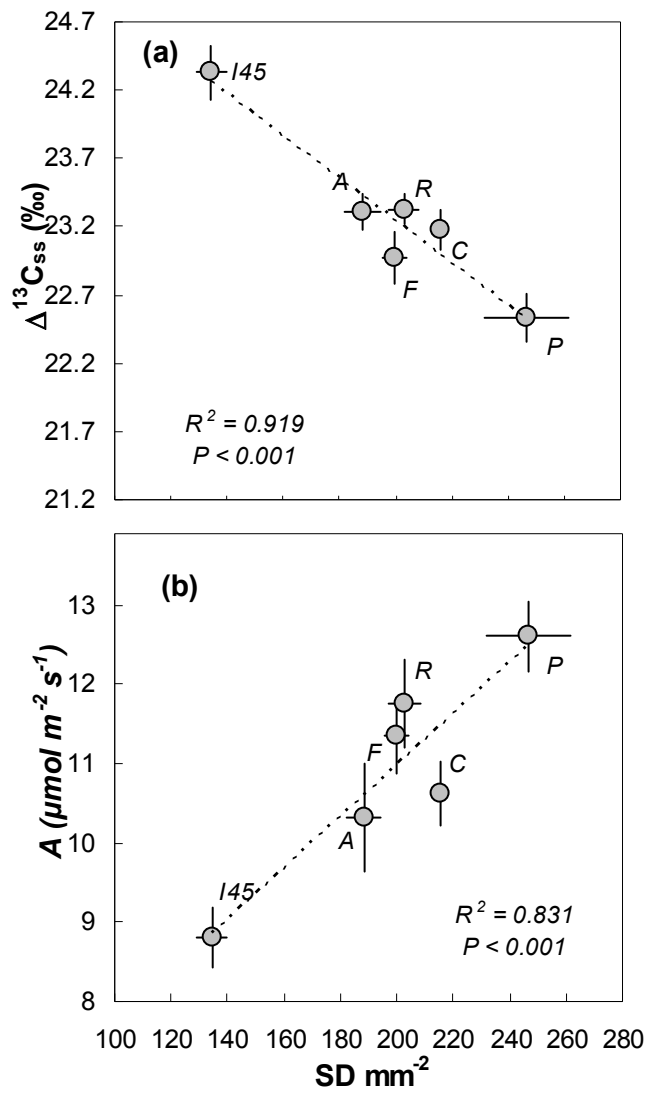 (a)
24.7
24.2
23.7
23.2
22.7
22.2
21.7
21.2
Δ¹³Css (‰)
I45
A
R
C
F
P
R² = 0.919
P < 0.001
(b)
13
12
11
10
9
8
A (μmol m⁻² s⁻¹)
P
R
F
C
A
I45
R² = 0.831
P < 0.001
100 120 140 160 180 200 220 240 260 280
SD mm⁻²